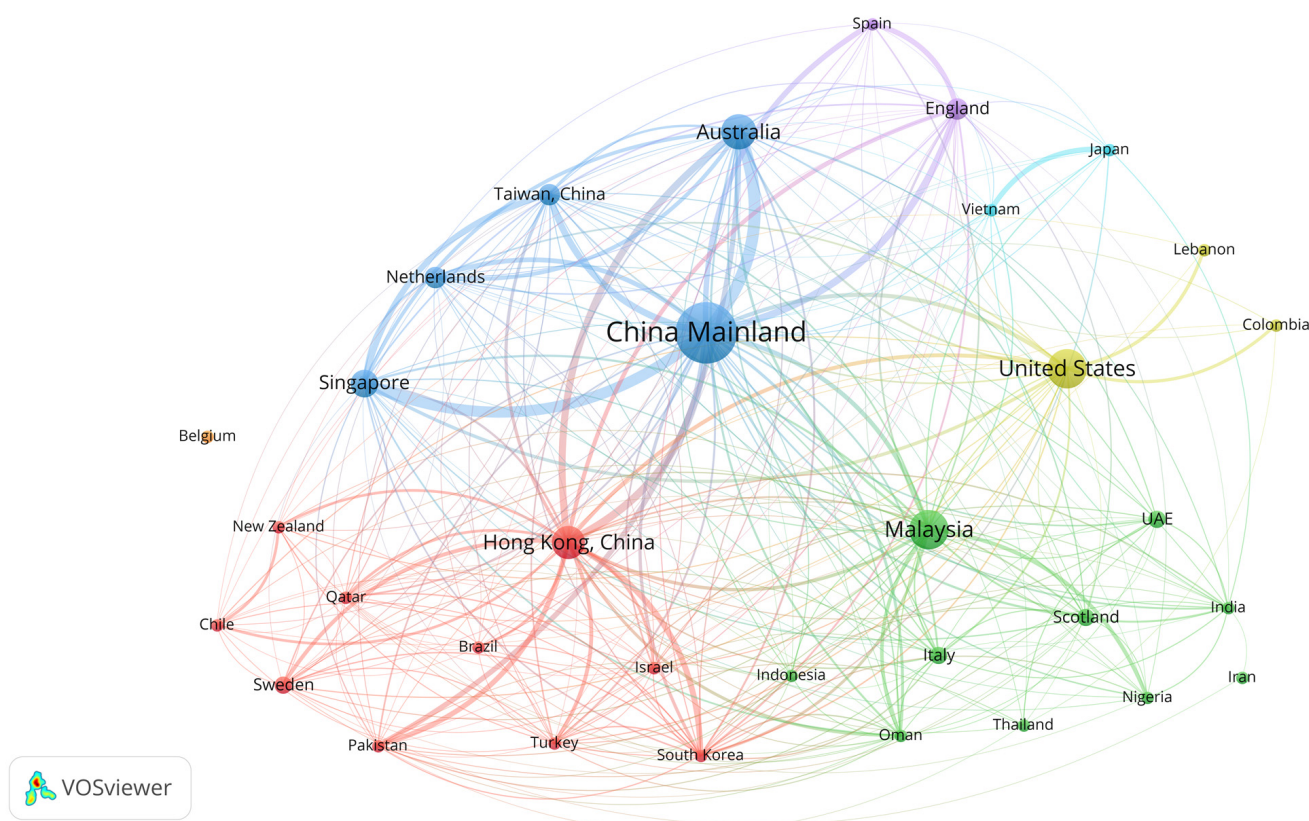 Spain
England
Australia
Japan
Taiwan, China
Vietnam
Lebanon
Netherlands
Colombia
China Mainland
United States
Singapore
Belgium
New Zealand
UAE
Malaysia
Hong Kong, China
Qatar
India
Scotland
Chile
Brazil
Italy
Israel
Indonesia
Iran
Sweden
Nigeria
Thailand
Oman
Turkey
Pakistan
South Korea
VOSviewer